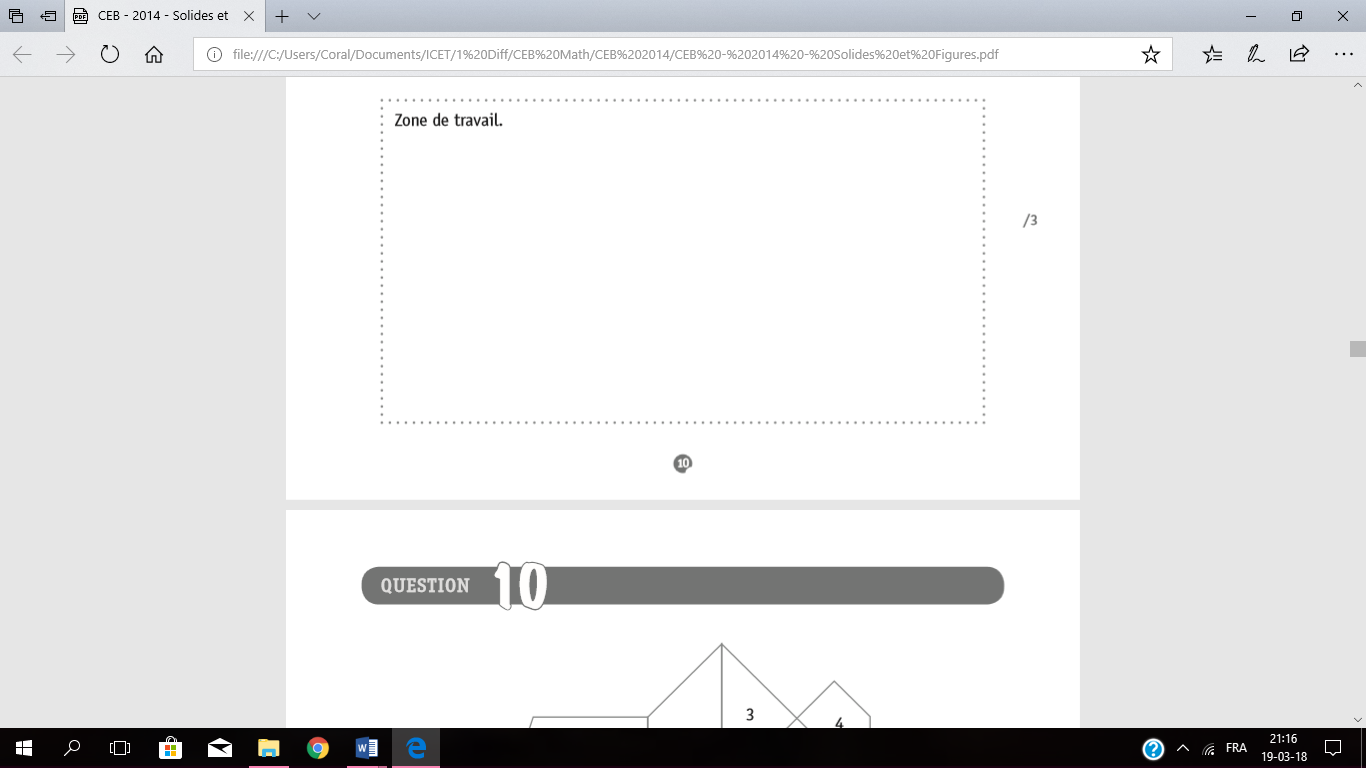 CEB - 2014 - Solides et
file:///C:/Users/Coral/Documents/ICET/1%20Diff/CEB%20Math/CEB%202014/CEB%20-%202014%20-%20Solides%20et%20Figures.pdf
Zone de travail.
/3
10
QUESTION 10
3
4
FRA
21:16
19-03-18